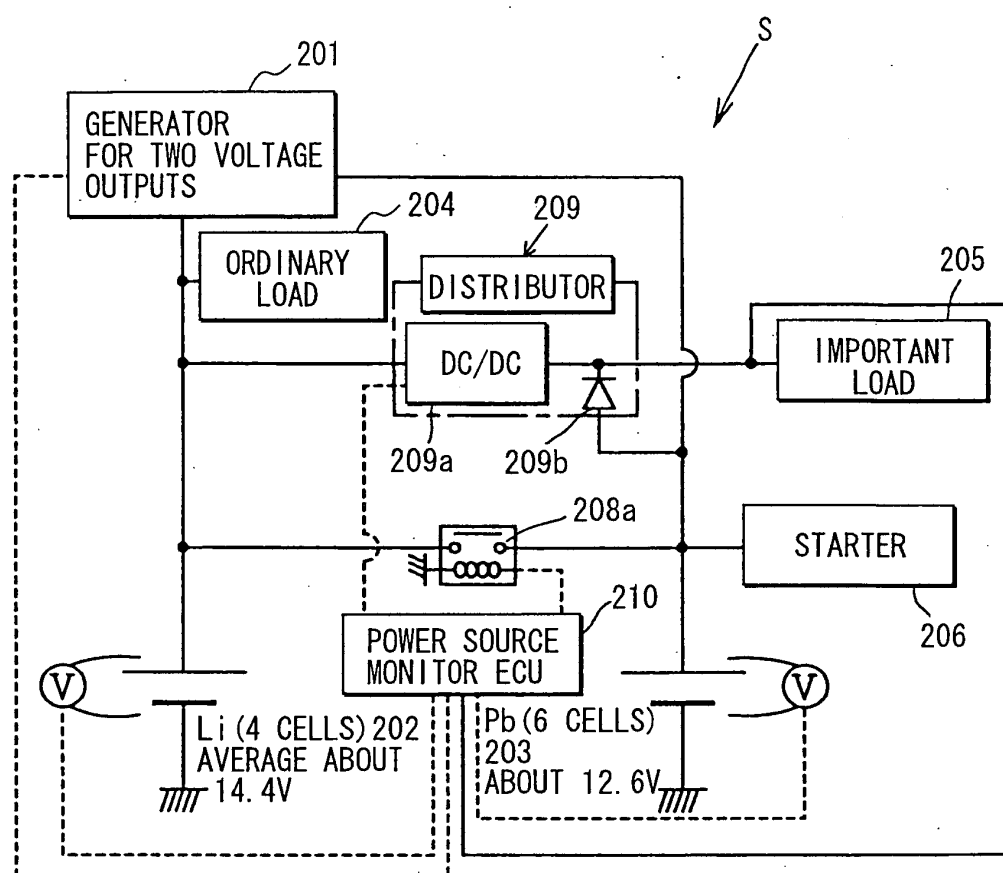 S
201
GENERATOR
FOR TWO VOLTAGE
OUTPUTS
204
ORDINARY
LOAD
209
DISTRIBUTOR
205
IMPORTANT
LOAD
DC/DC
209a
209b
208a
STARTER
206
210
POWER SOURCE
MONITOR ECU
V
Li(4 CELLS)202
AVERAGE ABOUT
14.4V
Pb(6 CELLS)
203
ABOUT 12.6V
V